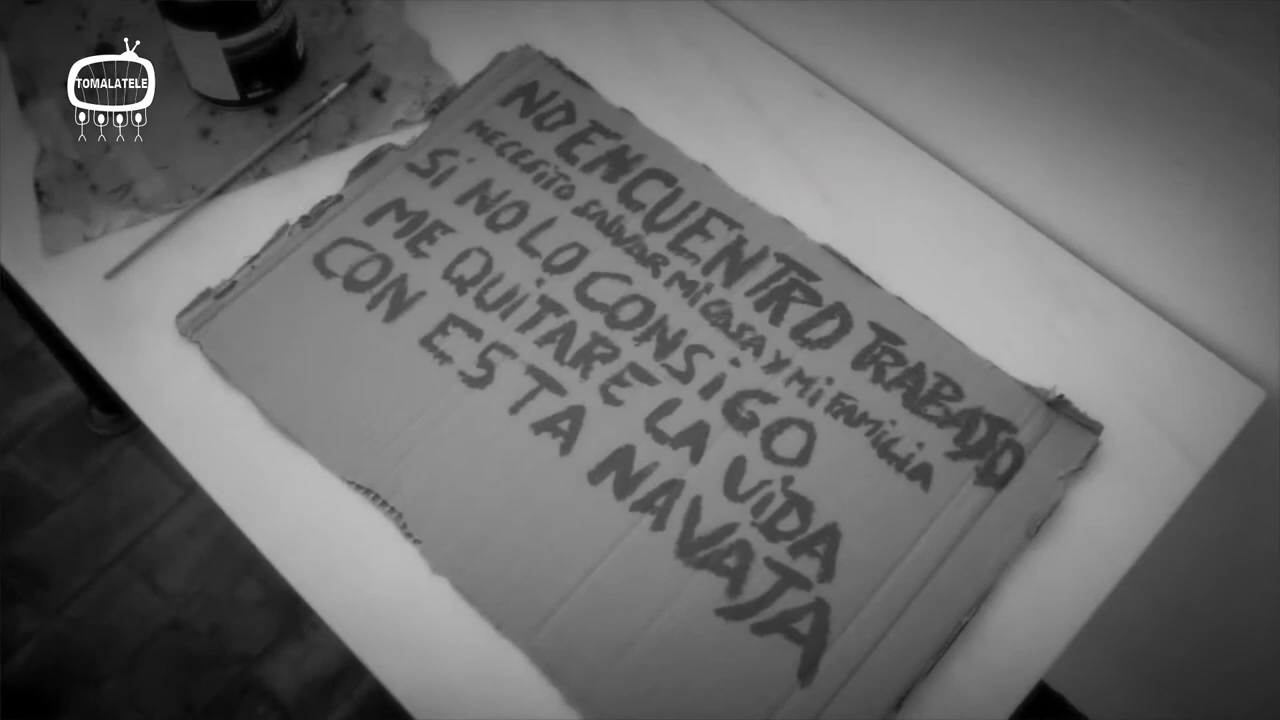 TOMALATELE
NO ENCUENTRO TRABAJO
NECESITO SALVAR MI CASA Y MI FAMILIA
Si NO LO CONSiGO
ME QUiTARE LA ViDA
CON ESTA NAVAJA